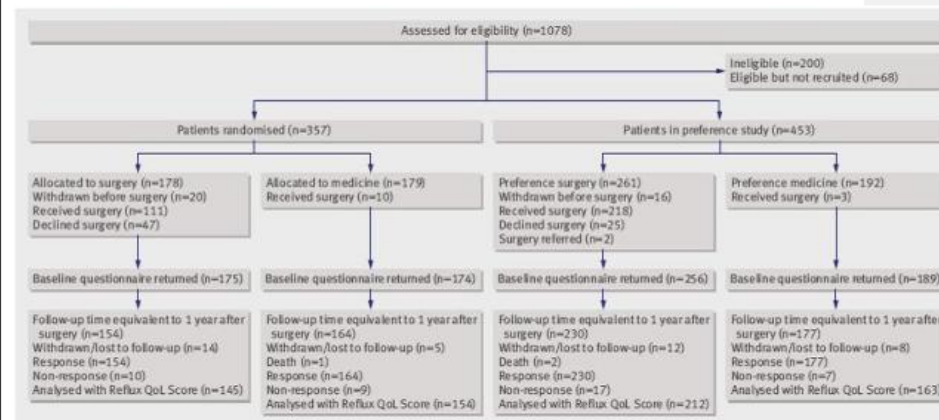 Assessed for eligibility (n=1078)
Ineligible (n=200)
Eligible but not recruited (n=68)
Patients randomised (n=357)
Patients in preference study (n=453)
Allocated to surgery (n=178)
Withdrawn before surgery (n=20)
Received surgery (n=111)
Declined surgery (n=47)
Allocated to medicine (n=179)
Received surgery (n=10)
Preference surgery (n=261)
Withdrawn before surgery (n=16)
Received surgery (n=218)
Declined surgery (n=25)
Surgery referred (n=2)
Preference medicine (n=192)
Received surgery (n=3)
Baseline questionnaire returned (n=175)
Baseline questionnaire returned (n=174)
Baseline questionnaire returned (n=256)
Baseline questionnaire returned (n=189)
Follow-up time equivalent to 1 year after
surgery (n=154)
Withdrawn/lost to follow-up (n=14)
Response (n=154)
Non-response (n=10)
Analysed with Reflux QoL Score (n=145)
Follow-up time equivalent to 1 year after
surgery (n=164)
Withdrawn/lost to follow-up (n=5)
Death (n=1)
Response (n=164)
Non-response (n=9)
Analysed with Reflux QoL Score (n=154)
Follow-up time equivalent to 1 year after
surgery (n=230)
Withdrawn/lost to follow-up (n=12)
Death (n=2)
Response (n=230)
Non-response (n=17)
Analysed with Reflux QoL Score (n=212)
Follow-up time equivalent to 1 year after
surgery (n=177)
Withdrawn/lost to follow-up (n=8)
Response (n=177)
Non-response (n=7)
Analysed with Reflux QoL Score (n=163)